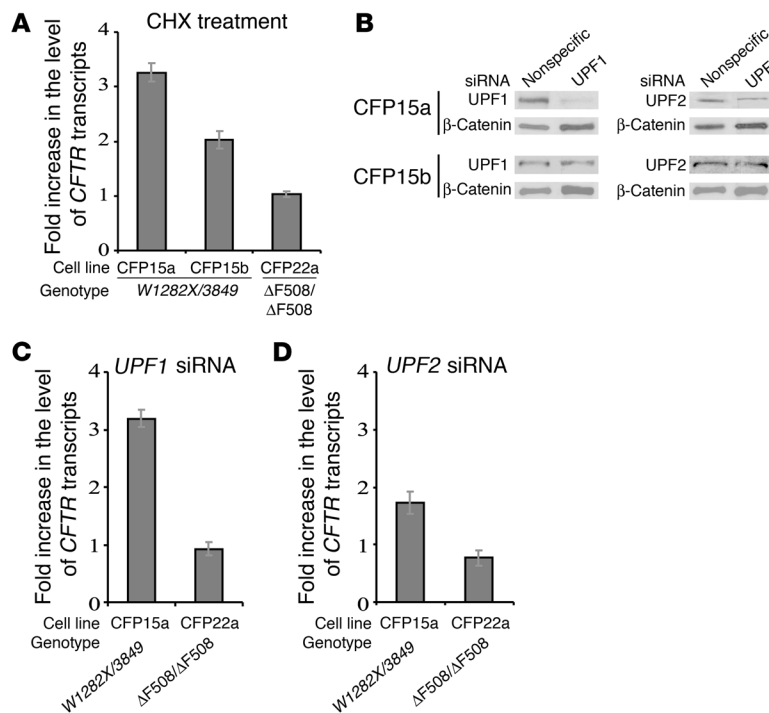 A
CHX treatment
Fold increase in the level
of CFTR transcripts
4
3
2
1
0
Cell line CFP15a CFP15b CFP22a
Genotype W1282X/3849 ΔF508/
ΔF508
B
siRNA Nonspecific UPF1
CFP15a UPF1
β-Catenin
CFP15b UPF1
β-Catenin
siRNA Nonspecific
UPF2
β-Catenin
UPF2
β-Catenin
C
UPF1 siRNA
Fold increase in the level
of CFTR transcripts
4
3
2
1
0
Cell line CFP15a CFP22a
Genotype W1282X/3849 ΔF508/ΔF508
D
UPF2 siRNA
Fold increase in the level
of CFTR transcripts
4
3
2
1
0
Cell line CFP15a CFP22a
Genotype W1282X/3849 ΔF508/ΔF508